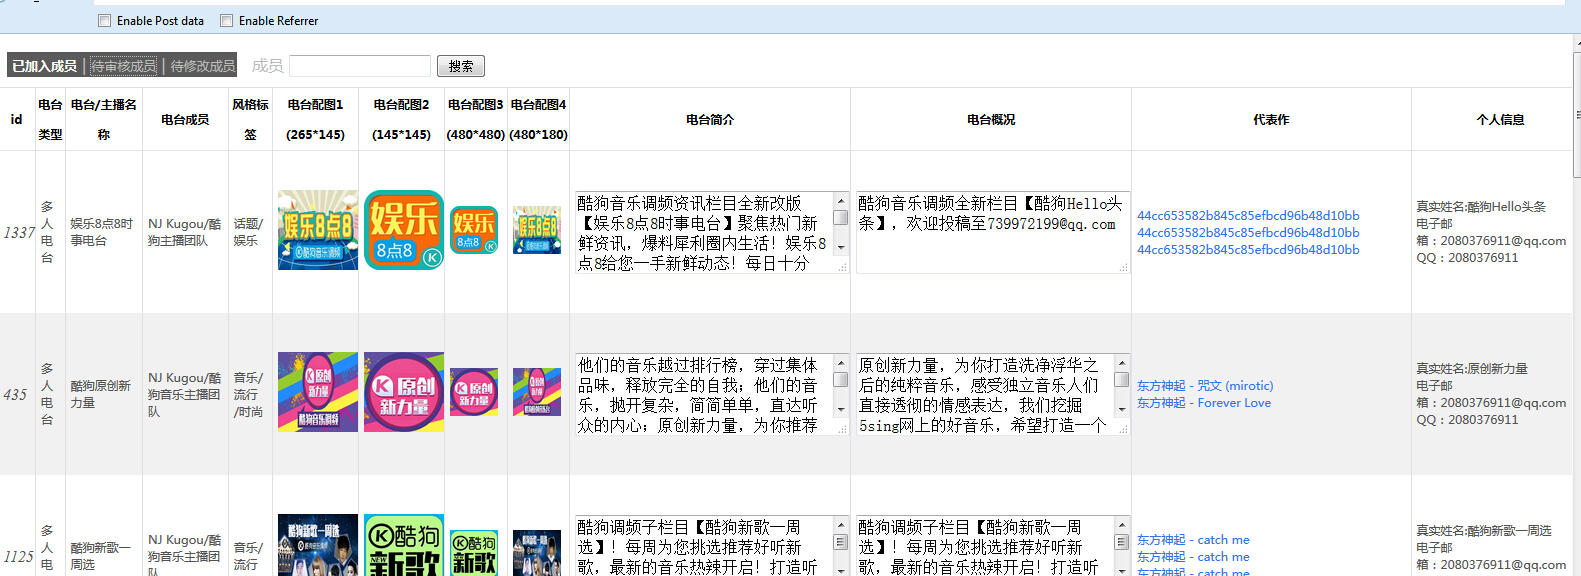 Enable Post data Enable Referrer
已加入成员 | 待审核成员 | 待修改成员 成员 搜索
id
电台
类型
电台/主播名
称
电台成员
风格标
签
电台配图1
(265*145)
电台配图2
(145*145)
电台配图3
(480*480)
电台配图4
(480*180)
电台简介
电台概况
代表作
个人信息
1337
多
人
电
台
娱乐8点8时
事电台
NJ Kugou/酷
狗主播团队
话题/
娱乐
娱乐8点8
酷狗音乐调频
娱乐
8点8
娱乐
8点8
娱乐8点8
酷狗音乐调频资讯栏目全新改版
【娱乐8点8时事电台】聚焦热门新
鲜资讯，爆料犀利圈内生活！娱乐8
点8给您一手新鲜动态！每日十分
酷狗音乐调频全新栏目【酷狗Hello头
条】，欢迎投稿至739972199@qq.com
44cc653582b845c85efbcd96b48d10bb
44cc653582b845c85efbcd96b48d10bb
44cc653582b845c85efbcd96b48d10bb
真实姓名:酷狗Hello头条
电子邮
箱：2080376911@qq.com
QQ：2080376911
435
多
人
电
台
酷狗原创新
力量
NJ Kugou/酷
狗音乐主播团
队
音乐/
流行
/时尚
原创
新力量
酷狗音乐调频
原创
新力量
原创
新力量
原创
新力量
他们的音乐越过排行榜，穿过集体
品味，释放完全的自我；他们的音
乐，抛开复杂，简简单单，直达听
众的内心；原创新力量，为你推荐
原创新力量，为你打造洗净浮华之
后的纯粹音乐，感受独立音乐人们
直接透彻的情感表达，我们挖掘
5sing网上的好音乐，希望打造一个
东方神起 - 咒文 (mirotic)
东方神起 - Forever Love
真实姓名:原创新力量
电子邮
箱：2080376911@qq.com
QQ：2080376911
1125
多
人
电
酷狗新歌一
周选
NJ Kugou/酷
狗音乐主播团
队
音乐/
流行
酷狗新歌一周选
酷狗
新歌
酷狗
新歌
酷狗调频子栏目【酷狗新歌一周
选】！每周为您挑选推荐好听新
歌，最新的音乐热辣开启！打造听
酷狗调频子栏目【酷狗新歌一周
选】！每周为您挑选推荐好听新
歌，最新的音乐热辣开启！打造听
东方神起 - catch me
东方神起 - catch me
东方神起 - catch me
真实姓名:酷狗新歌一周选
电子邮
箱：2080376911@qq.com